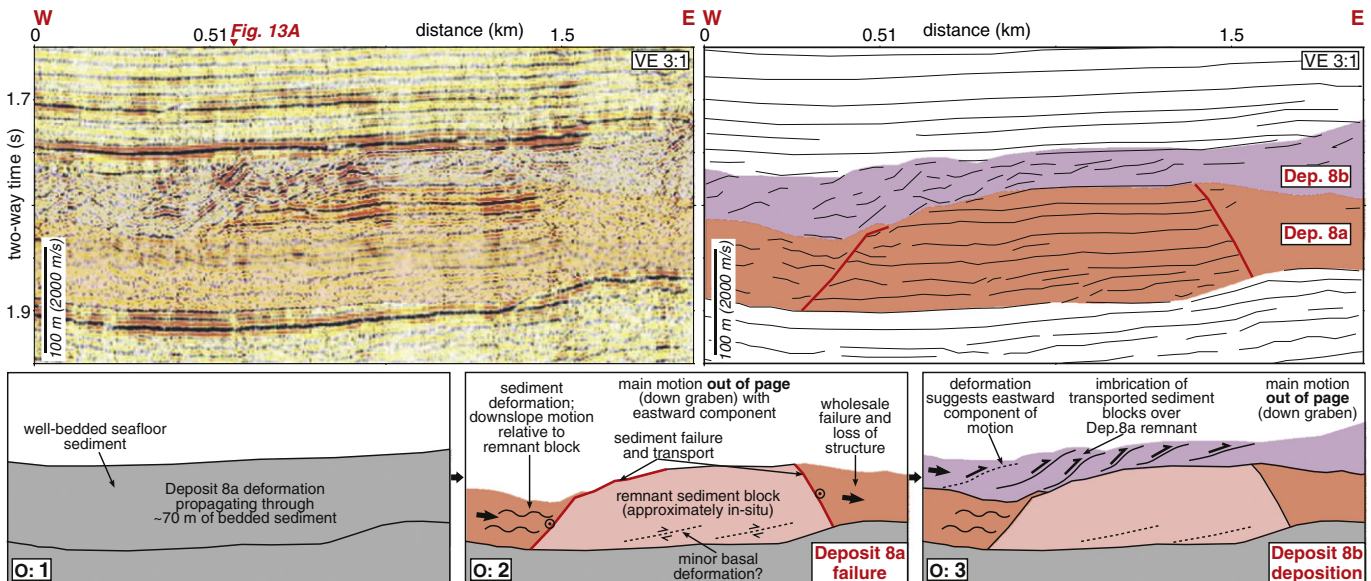 W
Fig. 13A
distance (km)
E
0
0.51
1.5
VE 3:1
1.7
two-way time (s)
1.9
100 m (2000 m/s)
W
distance (km)
E
0
0.51
1.5
VE 3:1
Dep. 8b
Dep. 8a
100 m (2000 m/s)
well-bedded seafloor
sediment
Deposit 8a deformation
propagating through
~70 m of bedded sediment
O: 1
sediment
deformation;
downslope motion
relative to
remnant block
main motion out of page
(down graben) with
eastward component
sediment failure
and transport
wholesale
failure and
loss of
structure
remnant sediment block
(approximately in-situ)
minor basal
deformation?
O: 2
Deposit 8a
failure
deformation
suggests eastward
component of
motion
imbrication of
transported sediment
blocks over
Dep.8a remnant
main motion
out of page
(down graben)
O: 3
Deposit 8b
deposition